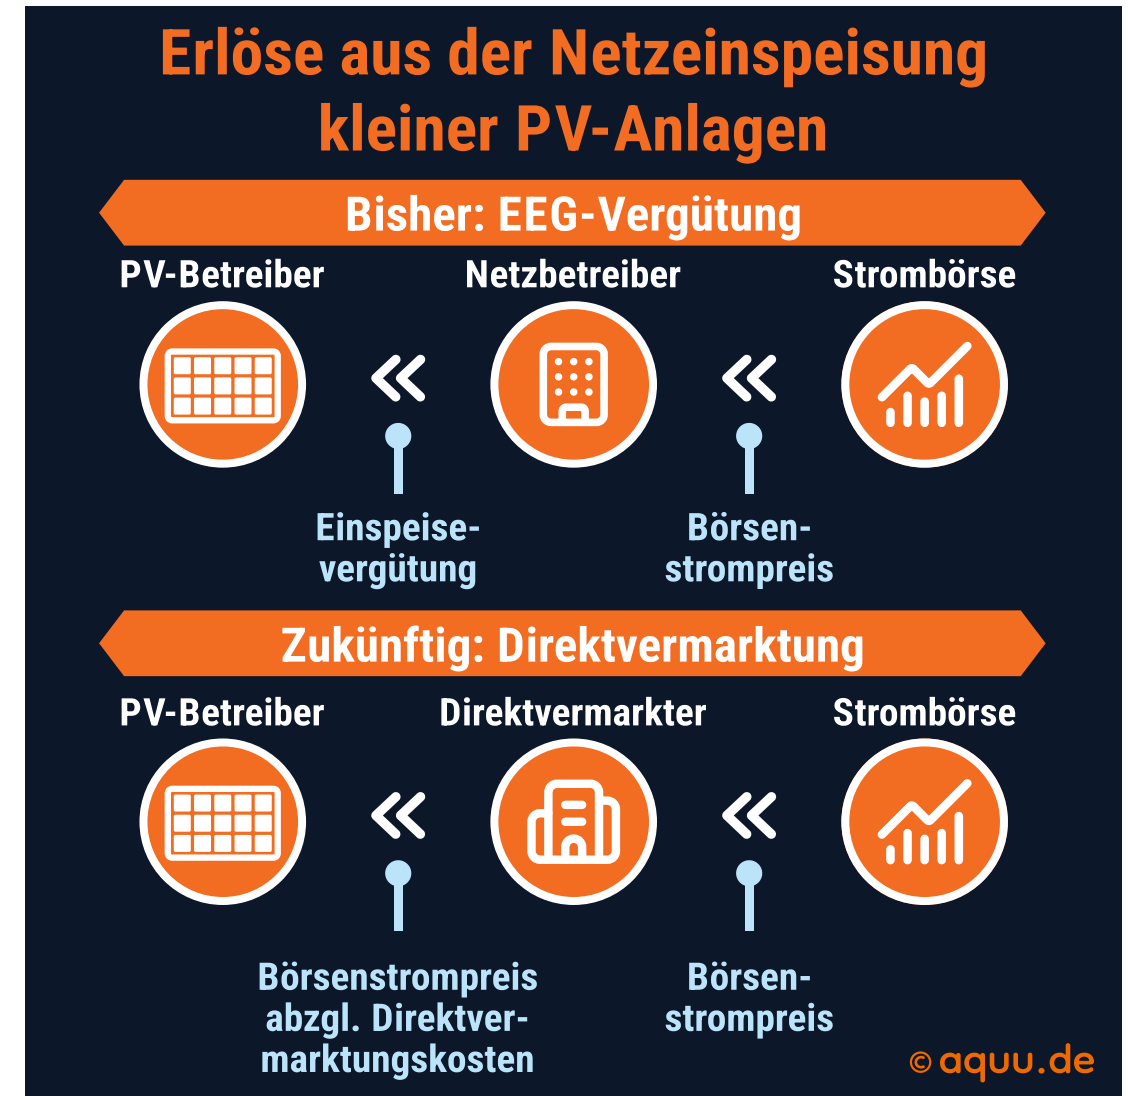 Erlöse aus der Netzeinspeisung
kleiner PV-Anlagen
Bisher: EEG-Vergütung
PV-Betreiber
Netzbetreiber
Strombörse
Einspeise-
vergütung
Börsen-
strompreis
Zukünftig: Direktvermarktung
PV-Betreiber
Direktvermarkter
Strombörse
Börsenstrompreis
abzgl. Direktver-
marktungskosten
Börsen-
strompreis
© aquu.de